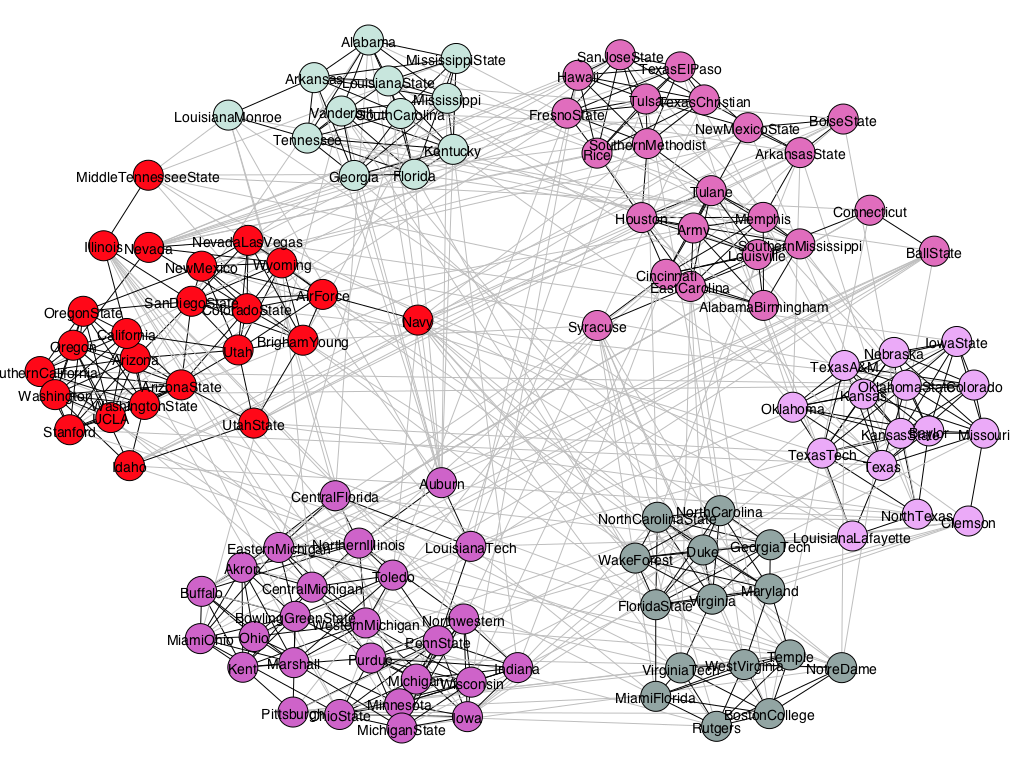 Alabama
MississippiState
Arkansas
LouisianaState
Mississippi
LouisianaMonroe
Vanderbilt
SouthCarolina
Tennessee
Kentucky
Georgia
Florida
SanJoseState
TexasElPaso
Hawaii
Tulsa
TexasChristian
FresnoState
NewMexicoState
BoiseState
SouthernMethodist
Rice
ArkansasState
Tulane
Houston
Memphis
Connecticut
Army
SouthernMississippi
Louisville
BallState
Cincinnati
EastCarolina
AlabamaBirmingham
Syracuse
MiddleTennesseeState
Illinois
Nevada
NevadaLasVegas
NewMexico
Wyoming
SanDiegoState
AirForce
OregonState
ColoradoState
Navy
California
Oregon
BrighamYoung
Utah
Arizona
uthernCalifornia
ArizonaState
Washington
WashingtonState
UCLA
Stanford
UtahState
Idaho
IowaState
Nebraska
TexasA&M
OklahomaState
Colorado
Kansas
Oklahoma
KansasState
Baylor
Missouri
TexasTech
Texas
NorthTexas
Clemson
LouisianaLafayette
Auburn
CentralFlorida
EasternMichigan
NorthernIllinois
LouisianaTech
Akron
Toledo
Buffalo
CentralMichigan
BowlingGreenState
WesternMichigan
Northwestern
MiamiOhio
Ohio
PennState
Kent
Marshall
Purdue
Indiana
Michigan
Wisconsin
Minnesota
Pittsburgh
OhioState
Iowa
MichiganState
NorthCarolina
NorthCarolinaState
GeorgiaTech
Duke
WakeForest
Maryland
FloridaState
Virginia
Temple
VirginiaTech
WestVirginia
NotreDame
MiamiFlorida
BostonCollege
Rutgers